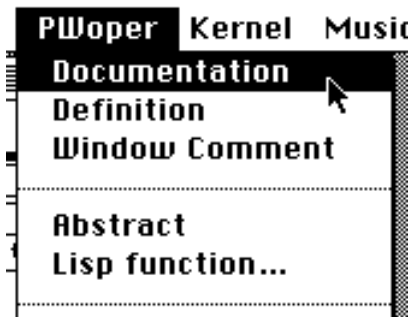 PWoper Kernel Music
Documentation
Definition
Window Comment
Abstract
Lisp function...